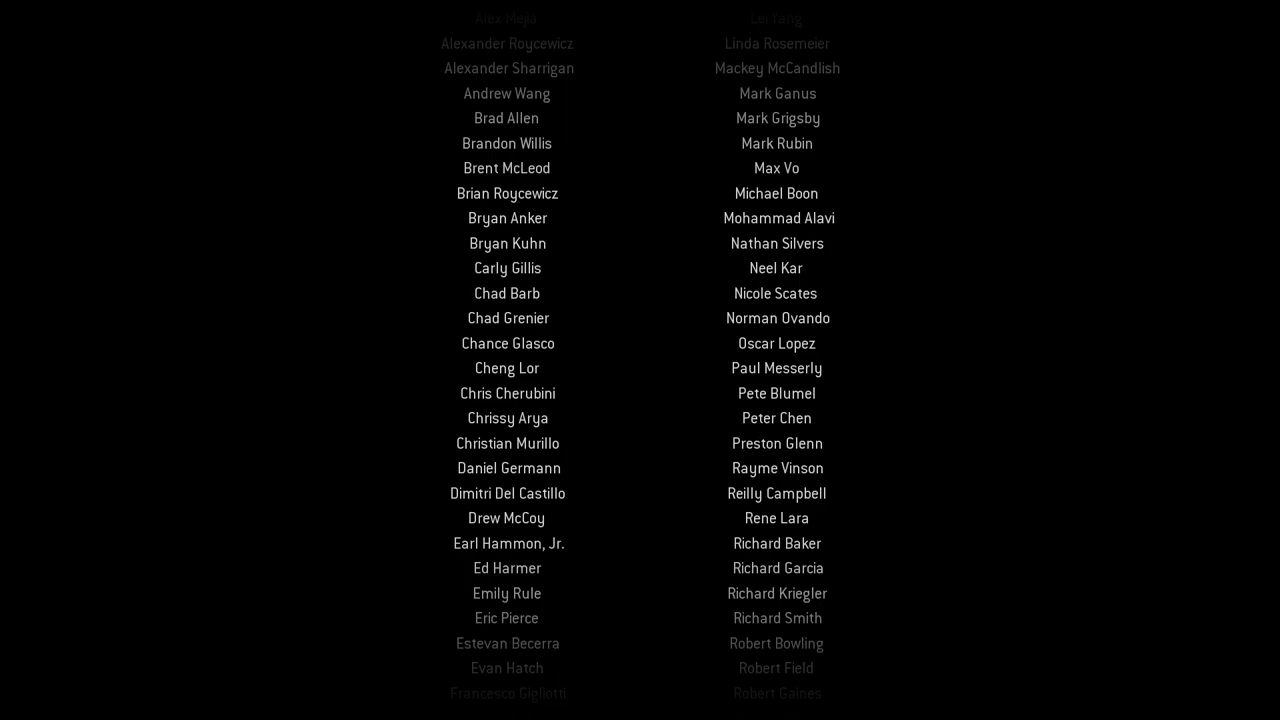 Alex Mejia
Alexander Roycewicz
Alexander Sharrigan
Andrew Wang
Brad Allen
Brandon Willis
Brent McLeod
Brian Roycewicz
Bryan Anker
Bryan Kuhn
Carly Gillis
Chad Barb
Chad Grenier
Chance Glasco
Cheng Lor
Chris Cherubini
Chrissy Arya
Christian Murillo
Daniel Germann
Dimitri Del Castillo
Drew McCoy
Earl Hammon, Jr.
Ed Harmer
Emily Rule
Eric Pierce
Estevan Becerra
Evan Hatch
Francesco Gigliotti
Lei Yang
Linda Rosemeier
Mackey McCandlish
Mark Ganus
Mark Grigsby
Mark Rubin
Max Vo
Michael Boon
Mohammad Alavi
Nathan Silvers
Neel Kar
Nicole Scates
Norman Ovando
Oscar Lopez
Paul Messerly
Pete Blumel
Peter Chen
Preston Glenn
Rayme Vinson
Reilly Campbell
Rene Lara
Richard Baker
Richard Garcia
Richard Kriegler
Richard Smith
Robert Bowling
Robert Field
Robert Gaines